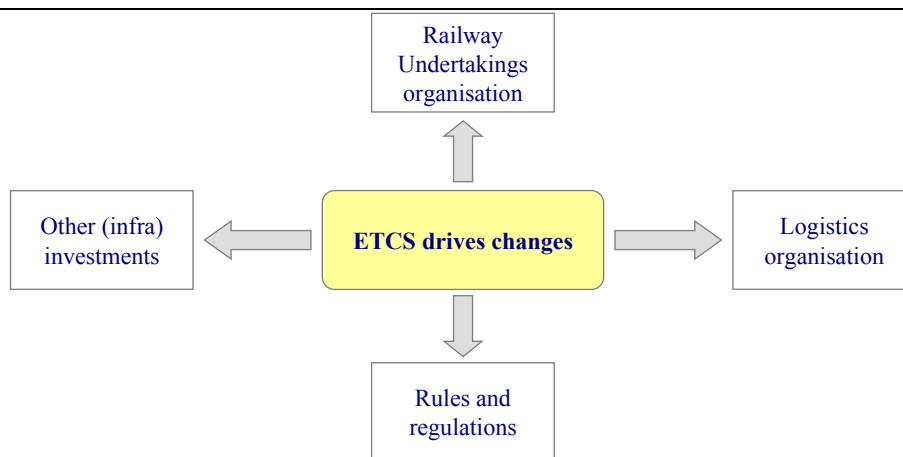 Railway
Undertakings
organisation
Other (infra)
investments
ETCS drives changes
Logistics
organisation
Rules and
regulations